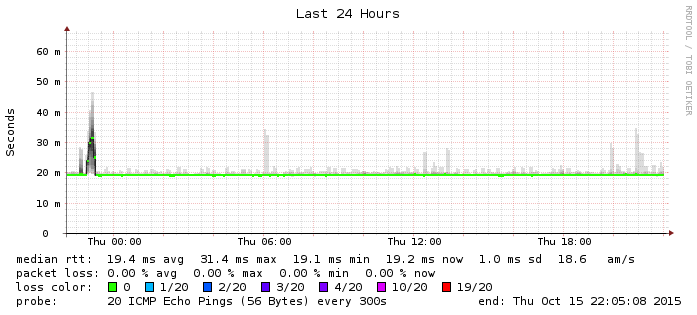 Last 24 Hours
RRDTOOL / TOBI OETIKER
Seconds
60 m
50 m
40 m
30 m
20 m
10 m
0
Thu 00:00 Thu 06:00 Thu 12:00 Thu 18:00
median rtt: 19.4 ms avg 31.4 ms max 19.1 ms min 19.2 ms now 1.0 ms sd 18.6 am/s
packet loss: 0.00 % avg 0.00 % max 0.00 % min 0.00 % now
loss color: 0 1/20 2/20 3/20 4/20 10/20 19/20
probe: 20 ICMP Echo Pings (56 Bytes) every 300s end: Thu Oct 15 22:05:08 2015